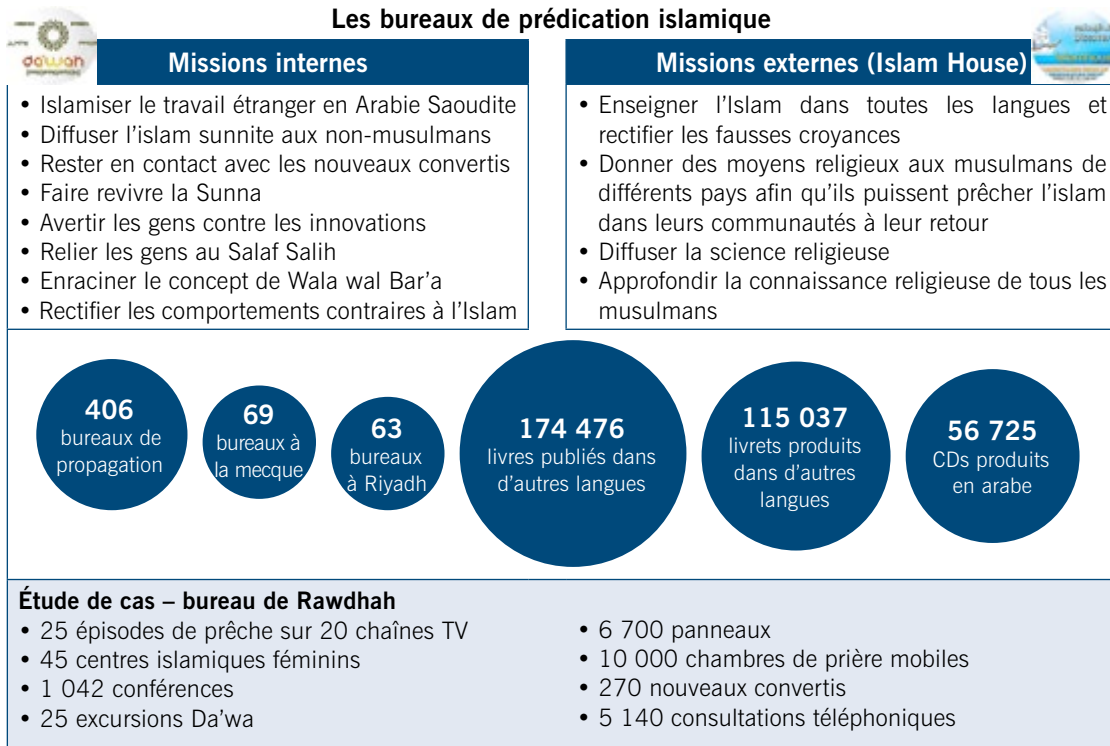 Les bureaux de prédication islamique
da'wah
Missions internes
• Islamiser le travail étranger en Arabie Saoudite
• Diffuser l'islam sunnite aux non-musulmans
• Rester en contact avec les nouveaux convertis
• Faire revivre la Sunna
• Avertir les gens contre les innovations
• Relier les gens au Salaf Salih
• Enraciner le concept de Wala wal Bar'a
• Rectifier les comportements contraires à l'Islam
Missions externes (Islam House)
• Enseigner l'Islam dans toutes les langues et
rectifier les fausses croyances
• Donner des moyens religieux aux musulmans de
différents pays afin qu'ils puissent prêcher l'islam
dans leurs communautés à leur retour
• Diffuser la science religieuse
• Approfondir la connaissance religieuse de tous les
musulmans
406
bureaux de
propagation
69
bureaux à
la mecque
63
bureaux
à Riyadh
174 476
livres publiés dans
d'autres langues
115 037
livrets produits
dans d'autres
langues
56 725
CDs produits
en arabe
Étude de cas – bureau de Rawdhah
• 25 épisodes de prêche sur 20 chaînes TV
• 45 centres islamiques féminins
• 1 042 conférences
• 25 excursions Da'wa
• 6 700 panneaux
• 10 000 chambres de prière mobiles
• 270 nouveaux convertis
• 5 140 consultations téléphoniques